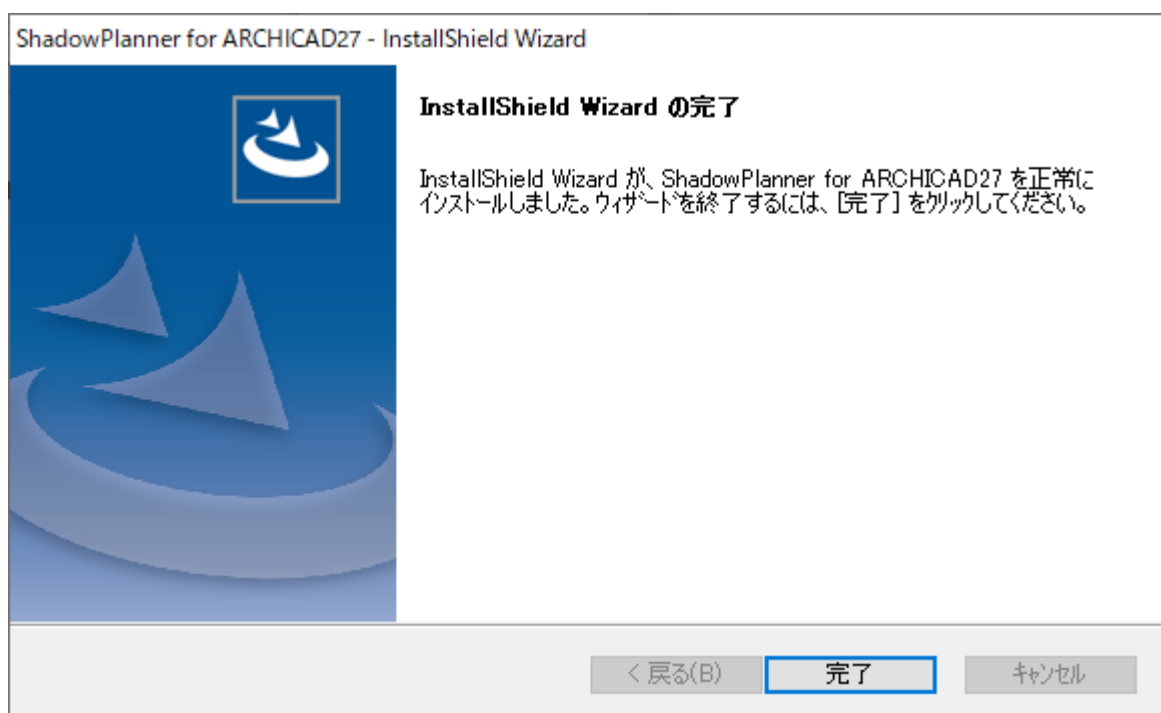 ShadowPlanner for ARCHICAD27 - InstallShield Wizard
InstallShield Wizard の完了
InstallShield Wizard が、ShadowPlanner for ARCHICAD27 を正常に
インストールしました。ウィザードを終了するには、[完了] をクリックしてください。
< 戻る(B)
完了
キャンセル